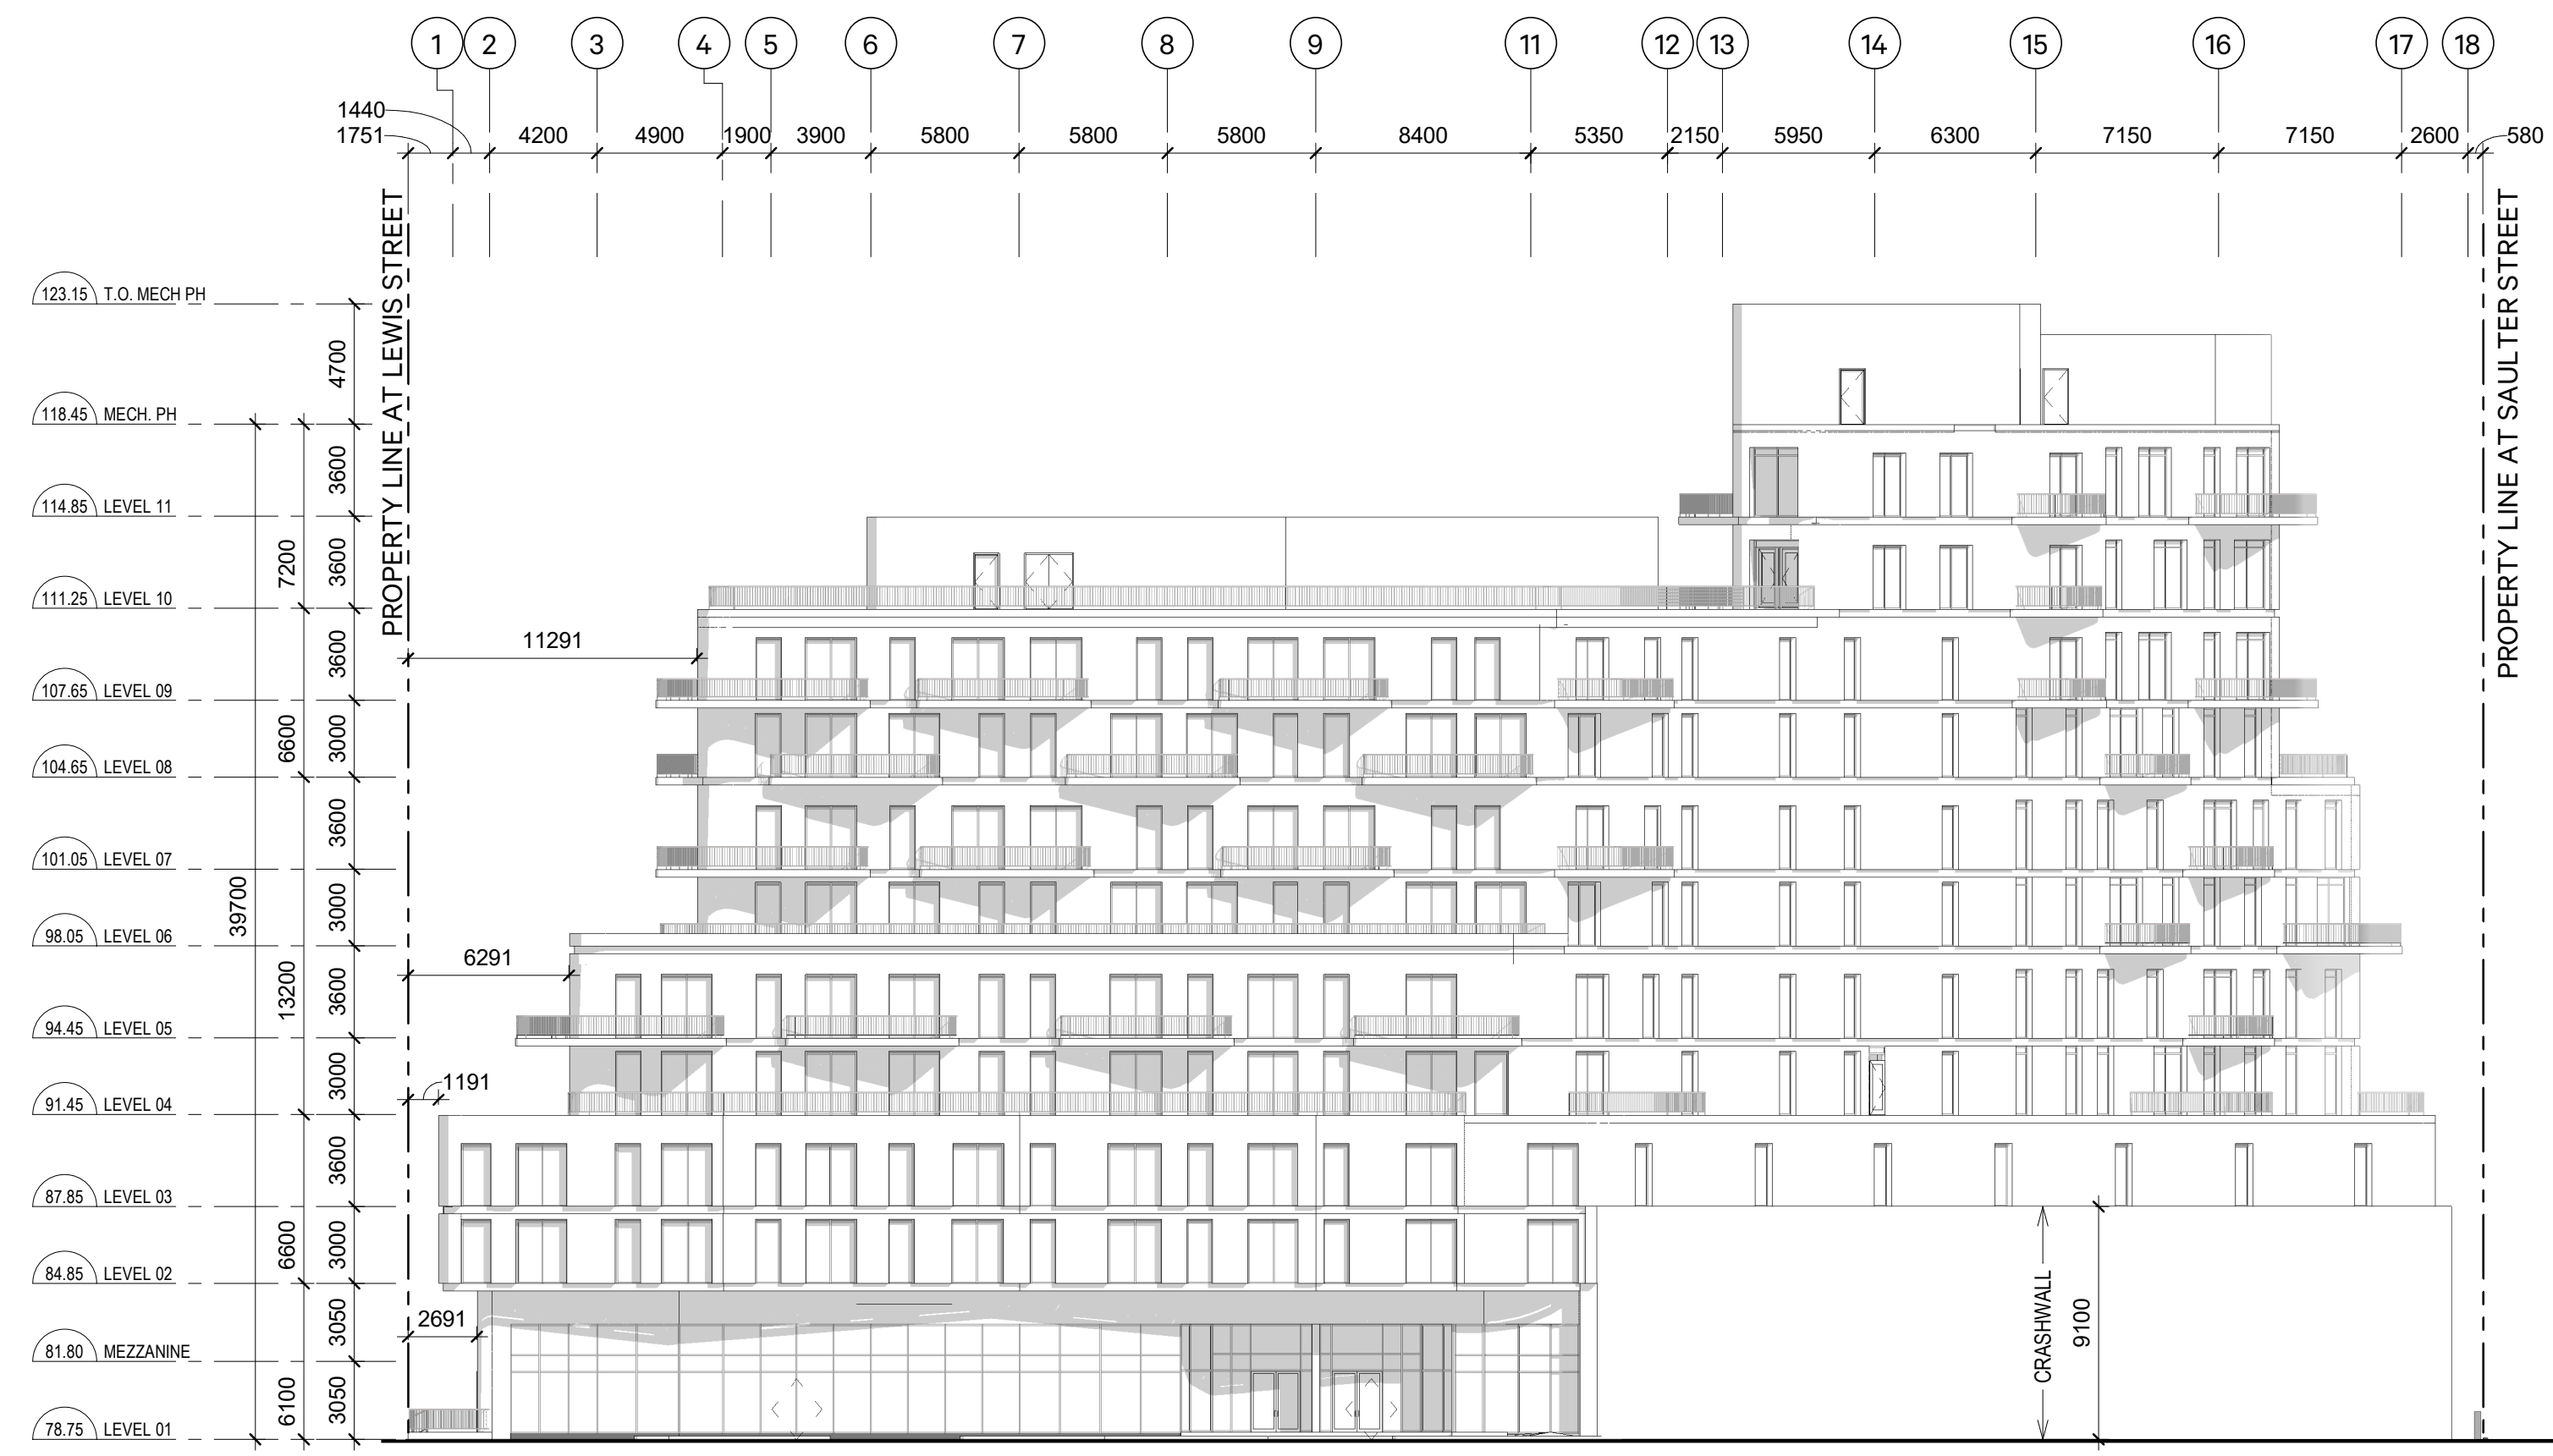 1 2 3 4 5 6 7 8 9 11 12 13 14 15 16 17 18
1440
1751 4200 4900 1900 3900 5800 5800 5800 8400 5350 2150 5950 6300 7150 7150 2600 580
PROPERTY LINE AT LEWIS STREET
PROPERTY LINE AT SAULTER STREET
123.15 T.O. MECH PH
4700
118.45 MECH. PH
3600
114.85 LEVEL 11
7200
3600
111.25 LEVEL 10
3600
11291
107.65 LEVEL 09
6600
3000
104.65 LEVEL 08
3600
101.05 LEVEL 07
39700
3000
98.05 LEVEL 06
6291
13200
3600
94.45 LEVEL 05
3000
1191
91.45 LEVEL 04
3600
87.85 LEVEL 03
6600
3000
84.85 LEVEL 02
3050
2691
CRASHWALL
9100
81.80 MEZZANINE
6100
3050
78.75 LEVEL 01